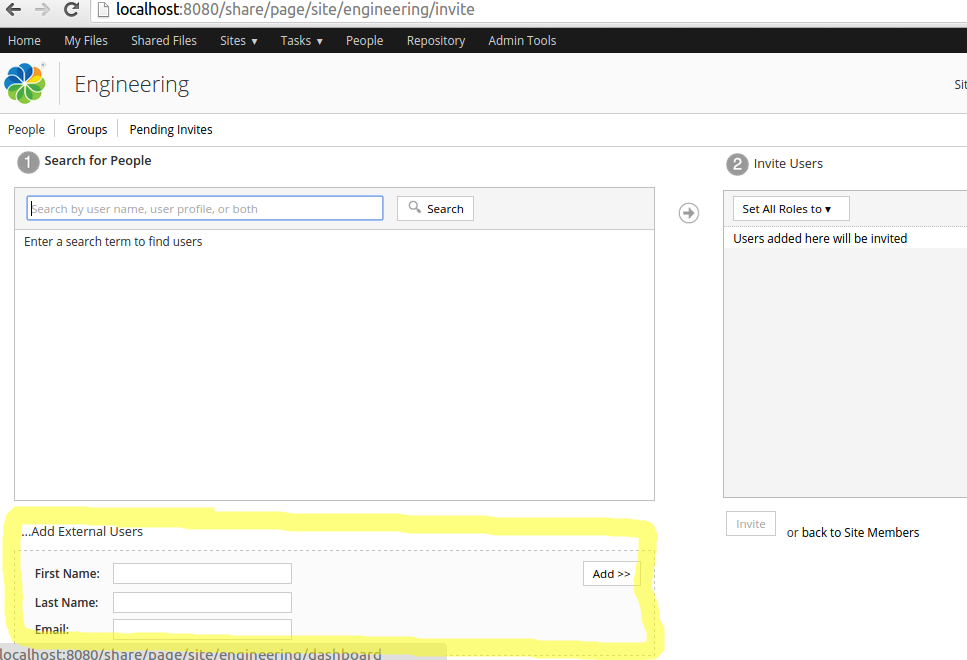 localhost:8080/share/page/site/engineering/invite
Home My Files Shared Files Sites ▾ Tasks ▾ People Repository Admin Tools
Engineering
Sit
People Groups Pending Invites
1 Search for People
Search by user name, user profile, or both Search
Enter a search term to find users
2 Invite Users
Set All Roles to ▾
Users added here will be invited
Invite or back to Site Members
...Add External Users
First Name: Add >>
Last Name:
Email:
localhost:8080/share/page/site/engineering/dashboard